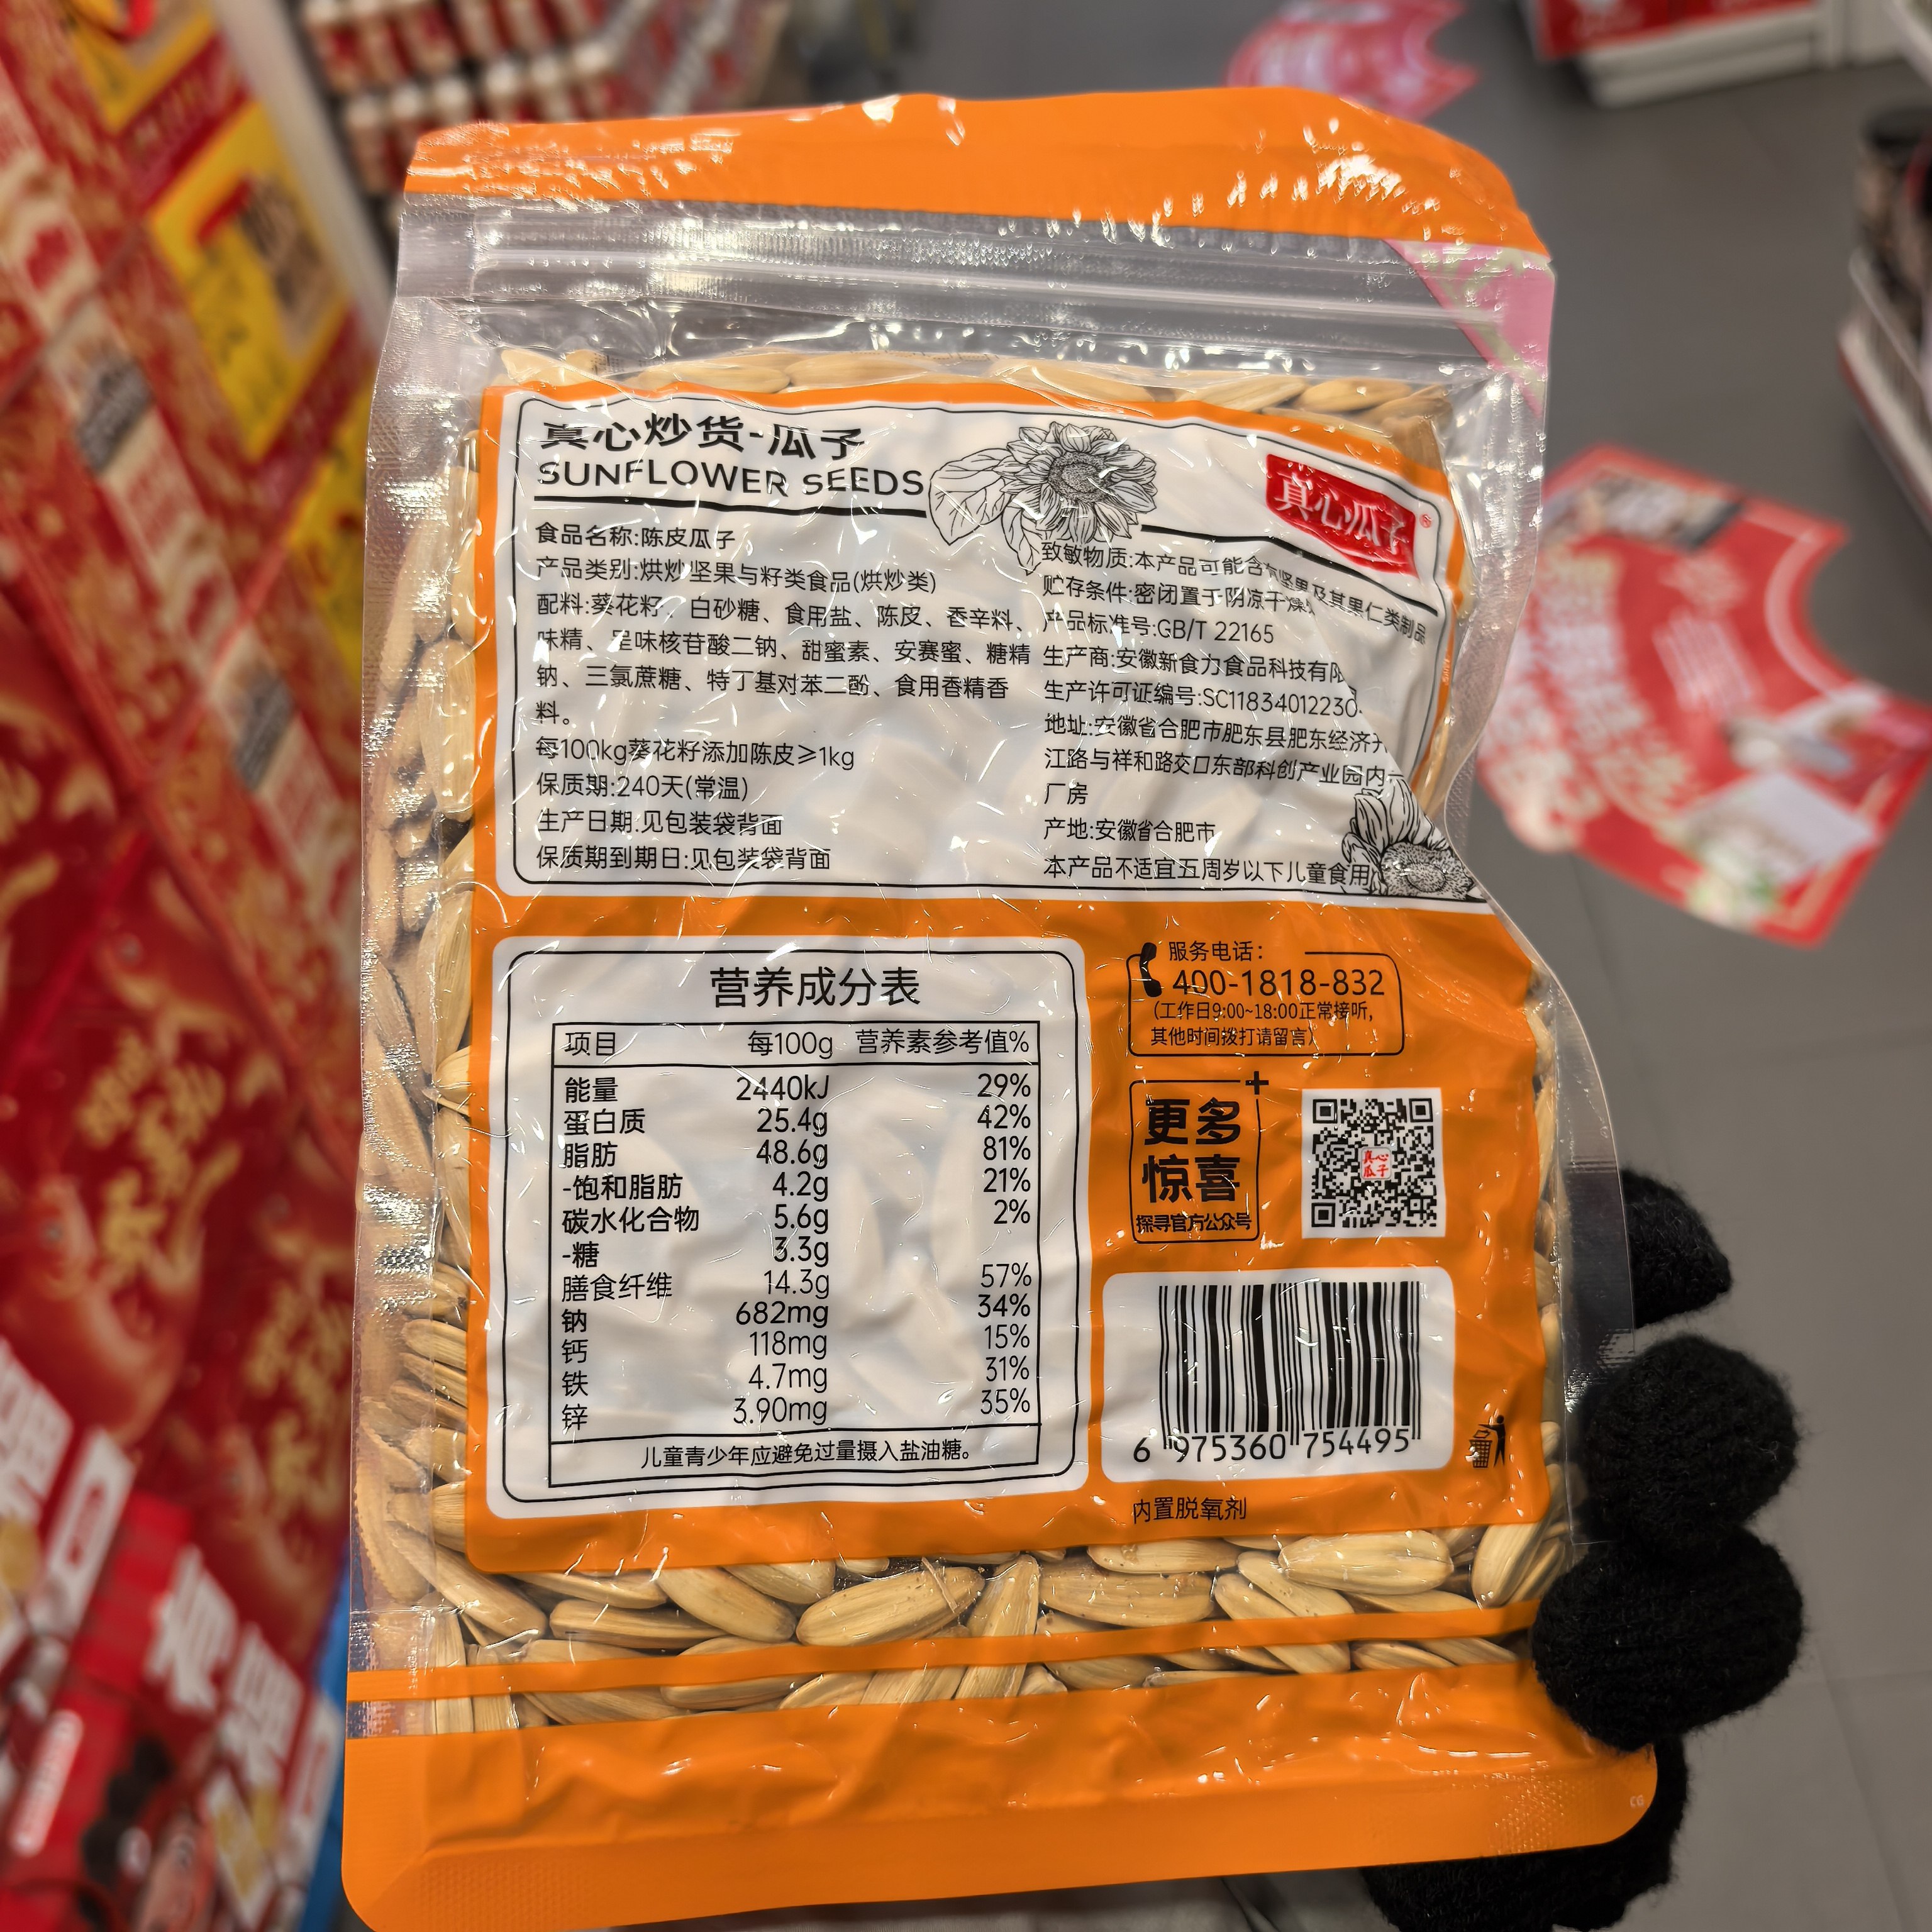 真心炒货-瓜子
SUNFLOWER SEEDS
真心瓜子®
食品名称:陈皮瓜子
产品类别:烘炒坚果与籽类食品(烘炒类)
配料:葵花籽、白砂糖、食用盐、陈皮、香辛料、
味精、呈味核苷酸二钠、甜蜜素、安赛蜜、糖精
钠、三氯蔗糖、特丁基对苯二酚、食用香精香
料。
每100kg葵花籽添加陈皮≥1kg
保质期:240天(常温)
生产日期:见包装袋背面
保质期到期日:见包装袋背面
致敏物质:本产品可能含有坚果及其果仁类制品
贮存条件:密闭置于阴凉干燥
产品标准号:GB/T 22165
生产商:安徽新食力食品科技有限
生产许可证编号:SC11834012230
地址:安徽省合肥市肥东县肥东经济开
江路与祥和路交口东部科创产业园内
厂房
产地:安徽省合肥市
本产品不适宜五周岁以下儿童食用
营养成分表
项目 每100g 营养素参考值%
能量 2440kJ 29%
蛋白质 25.4g 42%
脂肪 48.6g 81%
-饱和脂肪 4.2g 21%
碳水化合物 5.6g 2%
-糖 3.3g
膳食纤维 14.3g 57%
钠 682mg 34%
钙 118mg 15%
铁 4.7mg 31%
锌 3.90mg 35%
儿童青少年应避免过量摄入盐油糖。
服务电话:
400-1818-832
(工作日9:00~18:00正常接听,
其他时间拨打请留言)
更多+
惊喜
探寻官方公众号
真心
瓜子
6 975360 754495
内置脱氧剂
CG